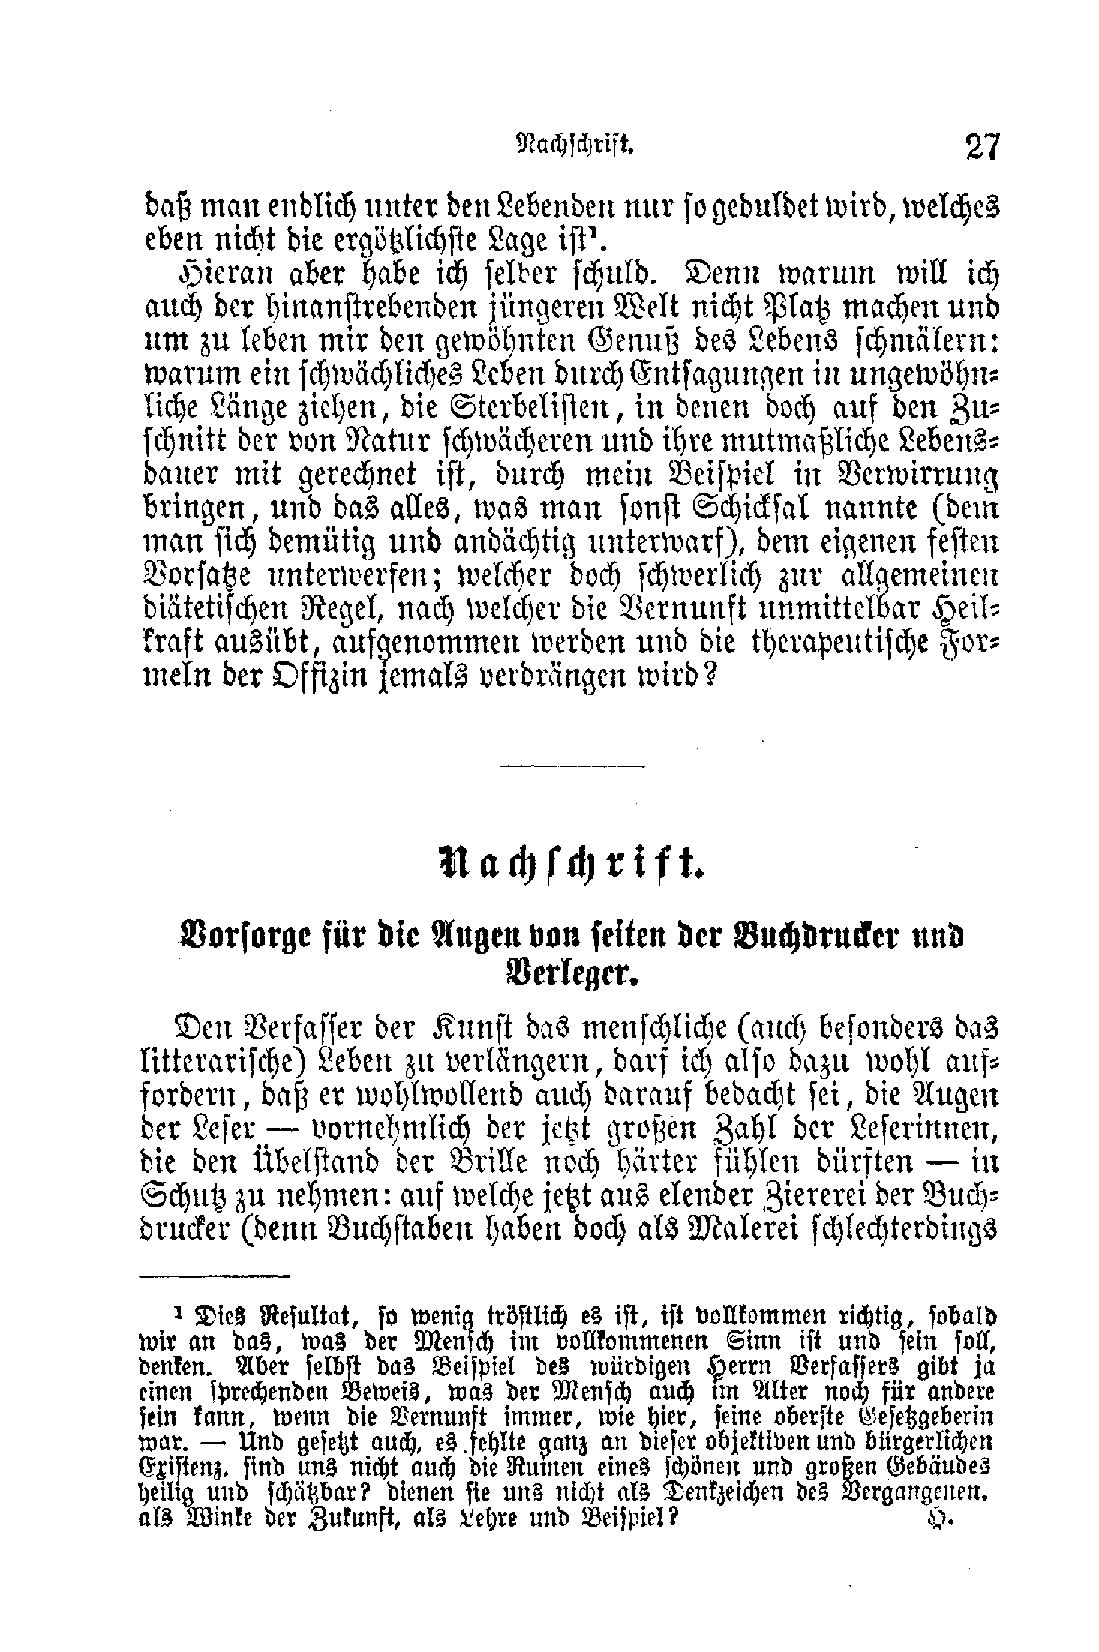 Nachschrift. 27
daß man endlich unter den Lebenden nur so geduldet wird, welches
eben nicht die ergötzlichste Lage ist¹.
Hieran aber habe ich selber schuld. Denn warum will ich
auch der hinanstrebenden jüngeren Welt nicht Platz machen und
um zu leben mir den gewöhnten Genuß des Lebens schmälern:
warum ein schwächliches Leben durch Entsagungen in ungewöhn-
liche Länge ziehen, die Sterbelisten, in denen doch auf den Zu-
schnitt der von Natur schwächeren und ihre mutmaßliche Lebens-
dauer mit gerechnet ist, durch mein Beispiel in Verwirrung
bringen, und das alles, was man sonst Schicksal nannte (dem
man sich demütig und andächtig unterwarf), dem eigenen festen
Vorsatze unterwerfen; welcher doch schwerlich zur allgemeinen
diätetischen Regel, nach welcher die Vernunft unmittelbar Heil-
kraft ausübt, aufgenommen werden und die therapeutische For-
meln der Offizin jemals verdrängen wird?
Nachschrift.
Vorsorge für die Augen von seiten der Buchdrucker und
Verleger.
Den Verfasser der Kunst das menschliche (auch besonders das
litterarische) Leben zu verlängern, darf ich also dazu wohl auf-
fordern, daß er wohlwollend auch darauf bedacht sei, die Augen
der Leser — vornehmlich der jetzt großen Zahl der Leserinnen,
die den Übelstand der Brille noch härter fühlen dürften — in
Schutz zu nehmen: auf welche jetzt aus elender Ziererei der Buch-
drucker (denn Buchstaben haben doch als Malerei schlechterdings
¹ Dies Resultat, so wenig tröstlich es ist, ist vollkommen richtig, sobald
wir an das, was der Mensch im vollkommenen Sinn ist und sein soll,
denken. Aber selbst das Beispiel des würdigen Herrn Verfassers gibt ja
einen sprechenden Beweis, was der Mensch auch im Alter noch für andere
sein kann, wenn die Vernunft immer, wie hier, seine oberste Gesetzgeberin
war. — Und gesetzt auch, es fehlte ganz an dieser objektiven und bürgerlichen
Existenz, sind uns nicht auch die Ruinen eines schönen und großen Gebäudes
heilig und schätzbar? dienen sie uns nicht als Denkzeichen des Vergangenen,
als Winke der Zukunft, als Lehre und Beispiel? H.